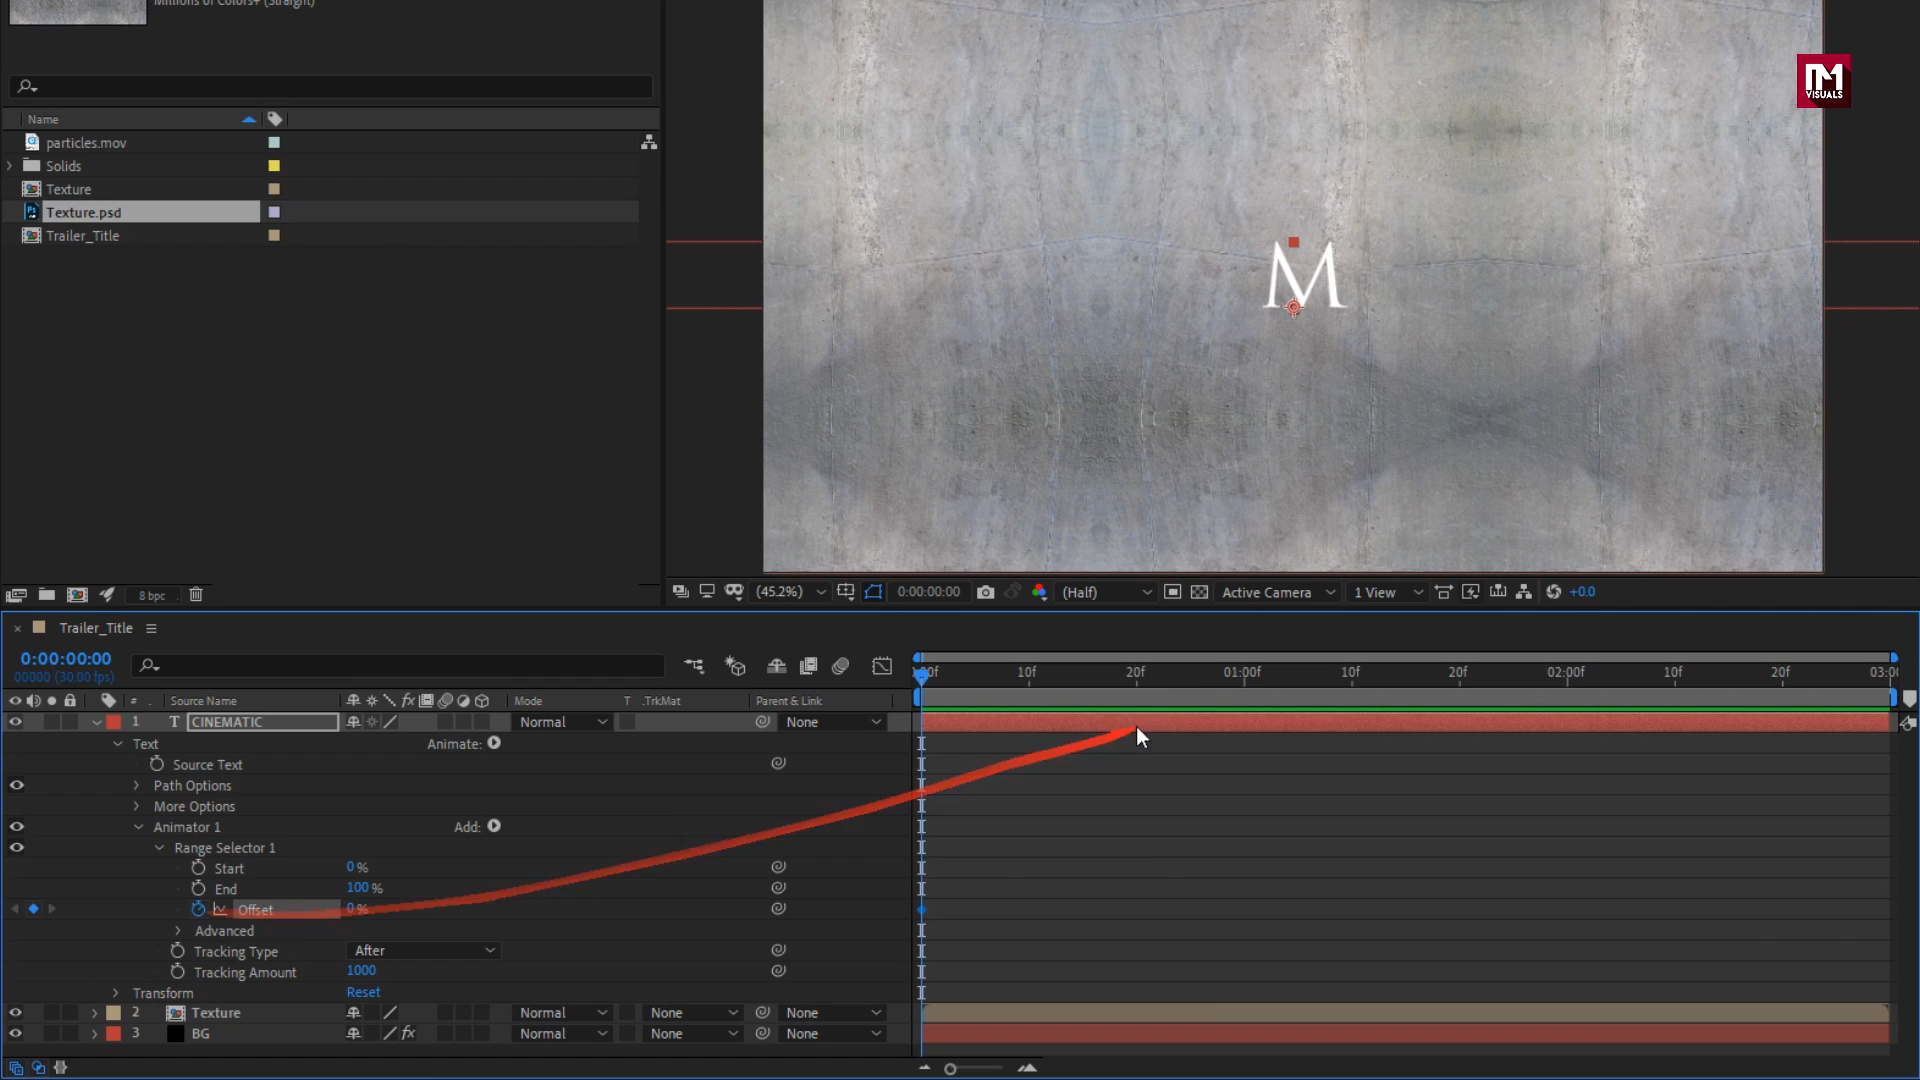 Millions of Colors+ (Straight)
Name
particles.mov
Solids
Texture
Texture.psd
Trailer_Title
8 bpc
M
M
VISUALS
(45.2%)
0:00:00:00
(Half)
Active Camera
1 View
+0.0
Trailer_Title
0:00:00:00
00000 (30.00 fps)
:00f 10f 20f 01:00f 10f 20f 02:00f 10f 20f 03:00
# Source Name fx Mode T .TrkMat Parent & Link
1 T CINEMATIC Normal None
Text Animate:
Source Text
Path Options
More Options
Animator 1 Add:
Range Selector 1
Start 0 %
End 100 %
Offset 0 %
Advanced
Tracking Type After
Tracking Amount 1000
Transform Reset
2 Texture Normal None None
3 BG fx Normal None None